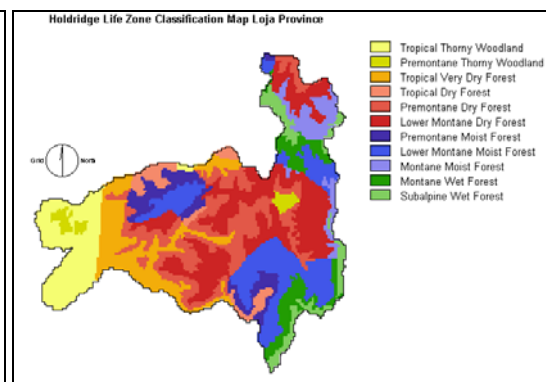 Holdridge Life Zone Classification Map Loja Province
Tropical Thorny Woodland
Premontane Thorny Woodland
Tropical Very Dry Forest
Tropical Dry Forest
Premontane Dry Forest
Lower Montane Dry Forest
Premontane Moist Forest
Lower Montane Moist Forest
Montane Moist Forest
Montane Wet Forest
Subalpine Wet Forest
Grid North